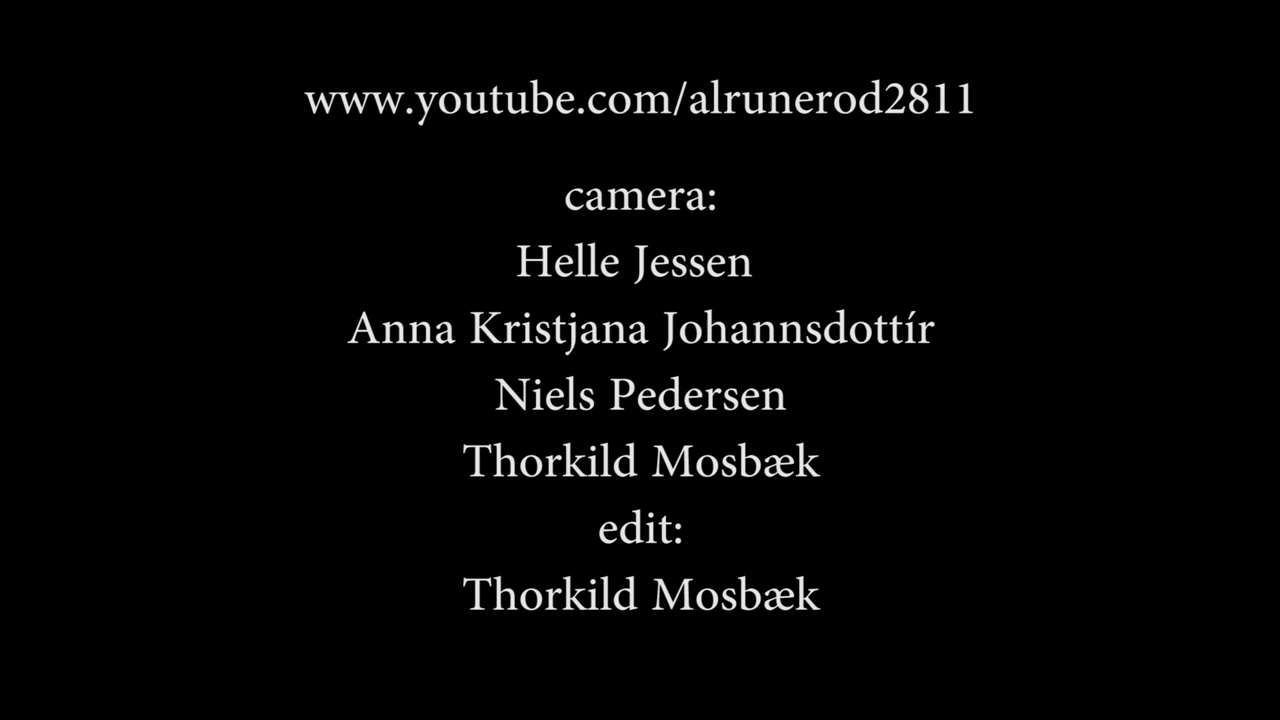 www.youtube.com/alrunerod2811
camera:
Helle Jessen
Anna Kristjana Johannsdottír
Niels Pedersen
Thorkild Mosbæk
edit:
Thorkild Mosbæk